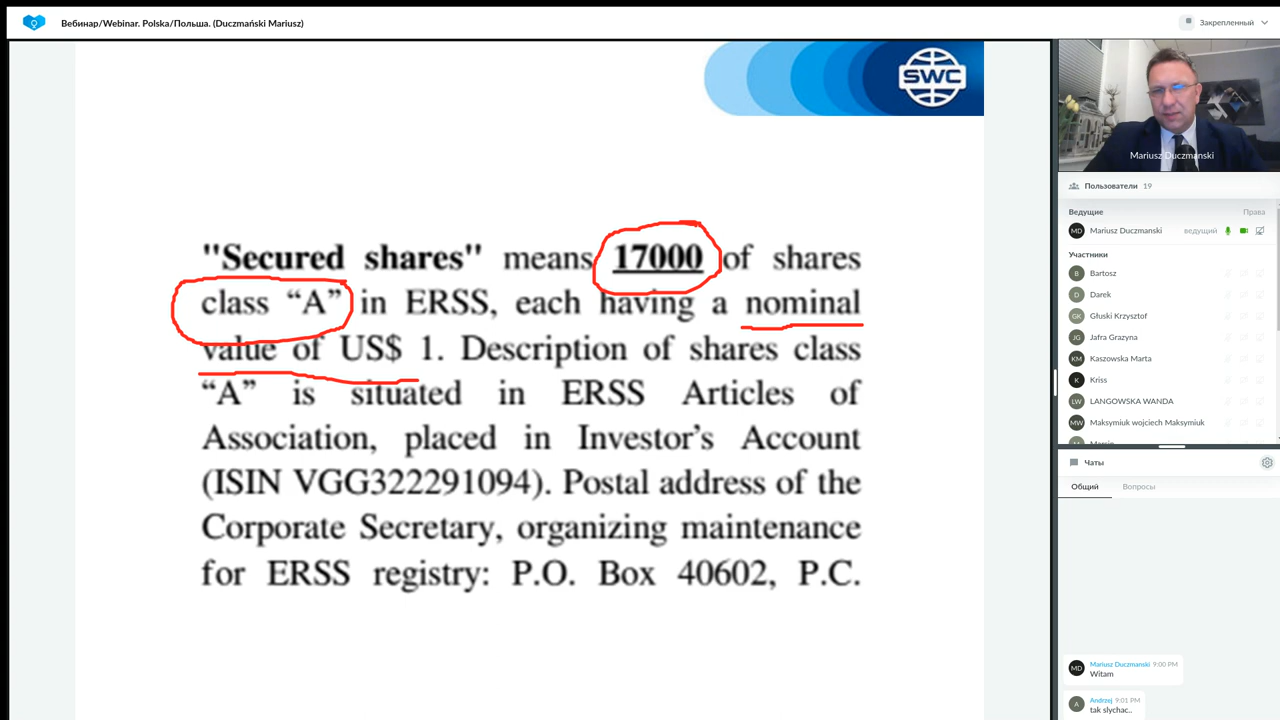 Вебинар/Webinar. Polska/Польша. (Duczmański Mariusz)
Закрепленный
SWC
"Secured shares" means 17000 of shares
class “A” in ERSS, each having a nominal
value of US$ 1. Description of shares class
“A” is situated in ERSS Articles of
Association, placed in Investor’s Account
(ISIN VGG322291094). Postal address of the
Corporate Secretary, organizing maintenance
for ERSS registry: P.O. Box 40602, P.C.
Mariusz Duczmanski
Пользователи 19
Ведущие Права
MD Mariusz Duczmanski ведущий
Участники
B Bartosz
D Darek
GK Głuski Krzysztof
JG Jafra Grazyna
KM Kaszowska Marta
K Kriss
LW LANGOWSKA WANDA
MW Maksymiuk wojciech Maksymiuk
Чаты
Общий Вопросы
MD Mariusz Duczmanski 9:00 PM
Witam
A Andrzej 9:01 PM
tak slychac..